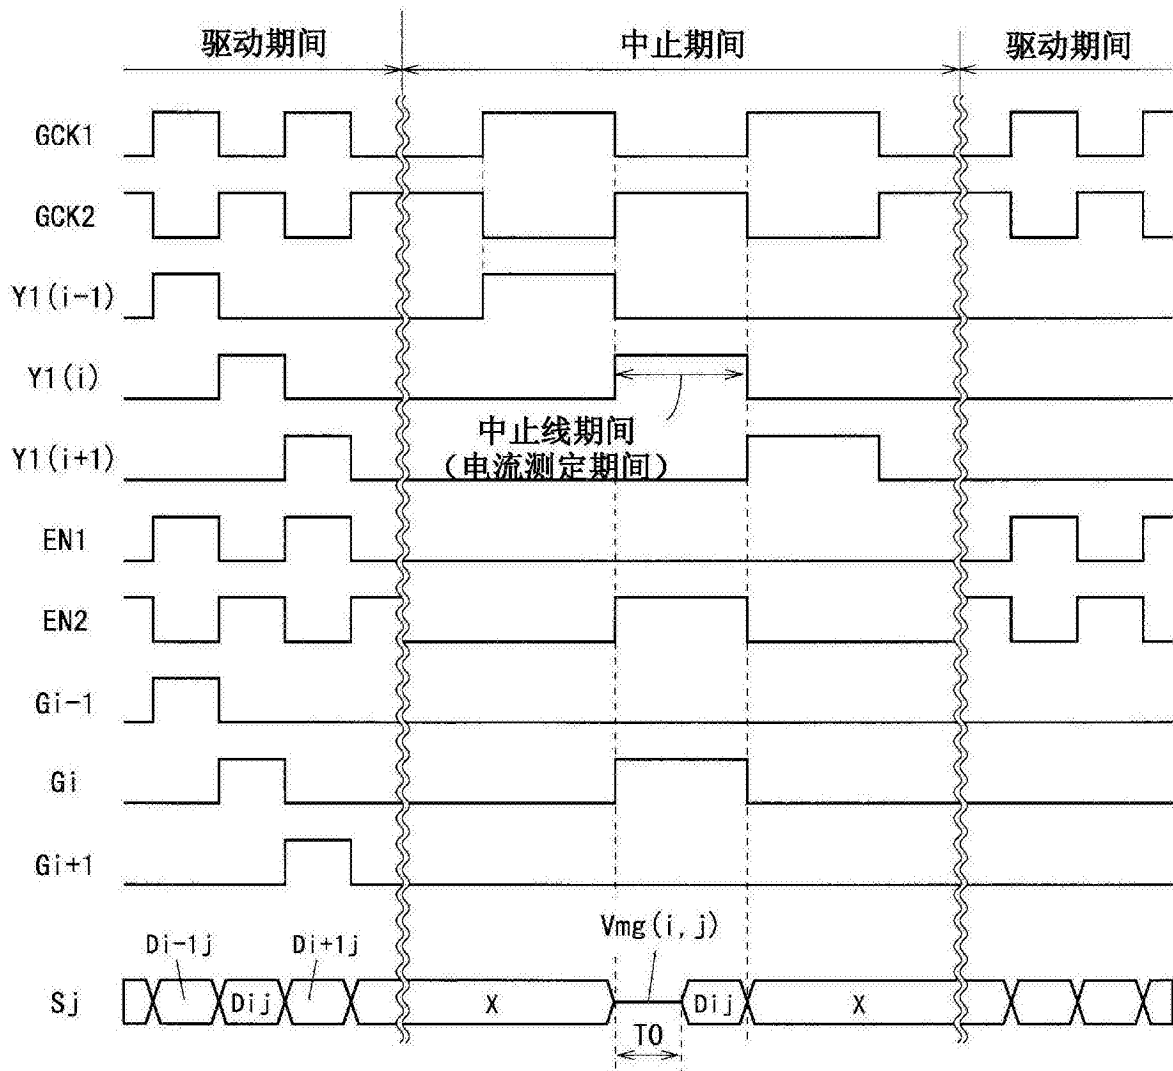 驱动期间
中止期间
驱动期间
GCK1
GCK2
Y1(i-1)
Y1(i)
中止线期间
(电流测定期间)
Y1(i+1)
EN1
EN2
Gi-1
Gi
Gi+1
Vmg(i,j)
Di-1j
Di+1j
Sj
Dij
X
Dij
X
T0